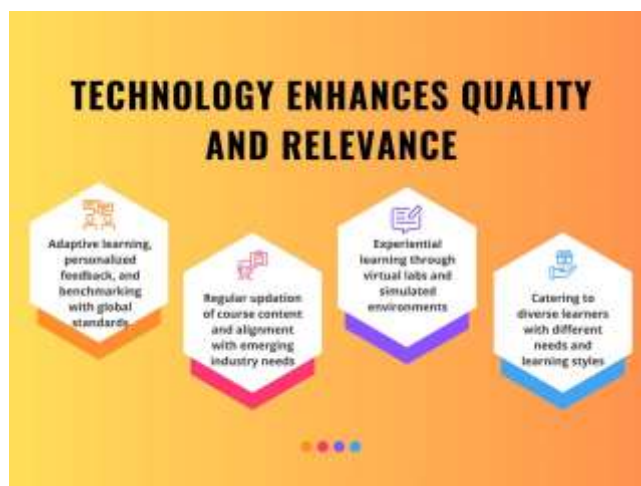 TECHNOLOGY ENHANCES QUALITY
AND RELEVANCE
Adaptive learning,
personalized
feedback, and
benchmarking
with global
standards
Regular updation
of course content
and alignment
with emerging
industry needs
Experiential
learning through
virtual labs and
simulated
environments
Catering to
diverse learners
with different
needs and
learning styles